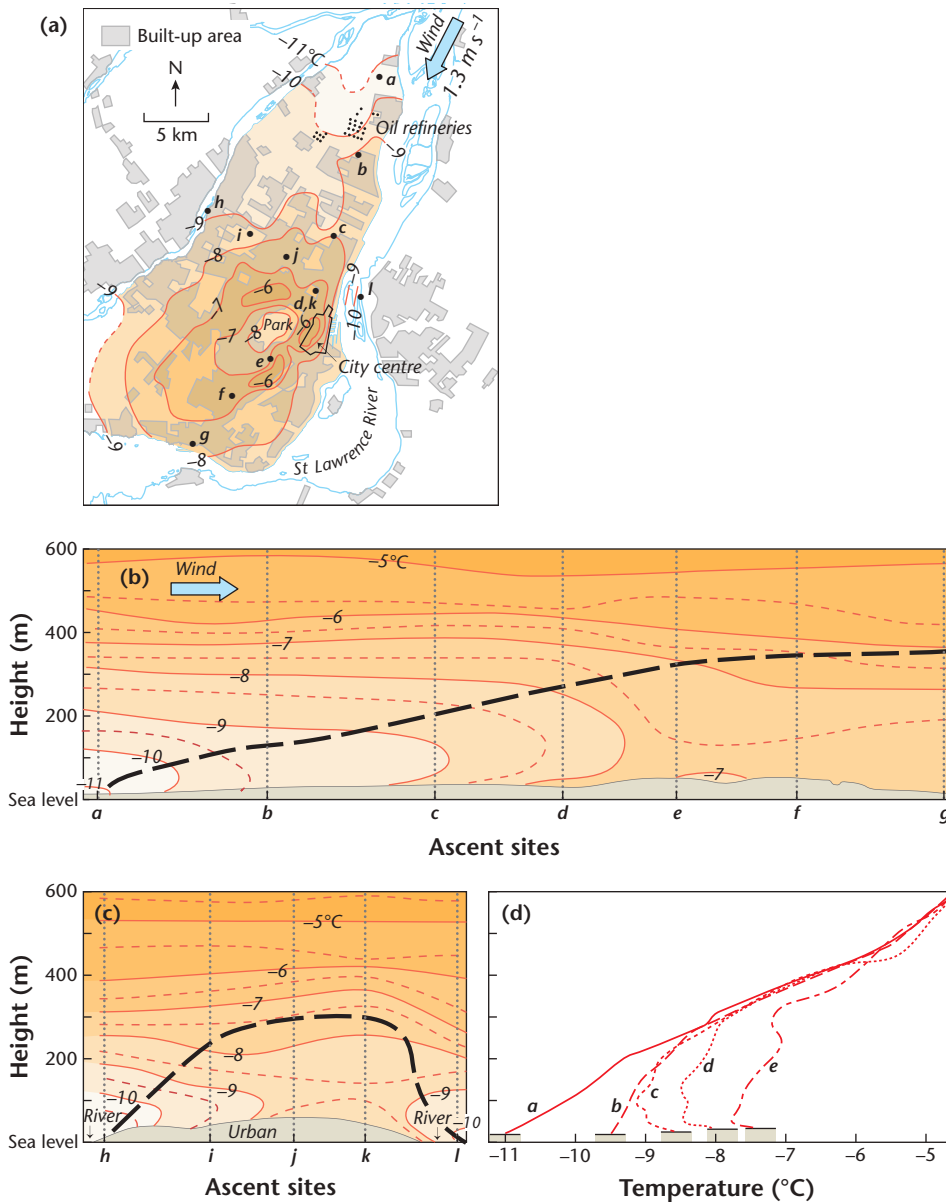 (a)
Built-up area
N
5 km
Wind
1.3 m s⁻¹
−11°C
−10
a
Oil refineries
−9
b
h
−9
i
−8
c
j
−9
−6
−7
d,k
−9
l
−10
−7
−8
Park
−6
e
−6
City centre
f
g
−9
−8
St Lawrence River
(b)
Wind
−5°C
−6
−7
−8
−9
−10
−11
−7
600
400
200
Sea level
Height (m)
a b c d e f g
Ascent sites
(c)
−5°C
−6
−7
−8
−9
−10
−9
−10
River
Urban
River
600
400
200
Sea level
Height (m)
h i j k l
Ascent sites
(d)
a
b
c
d
e
−11 −10 −9 −8 −7 −6 −5
Temperature (°C)